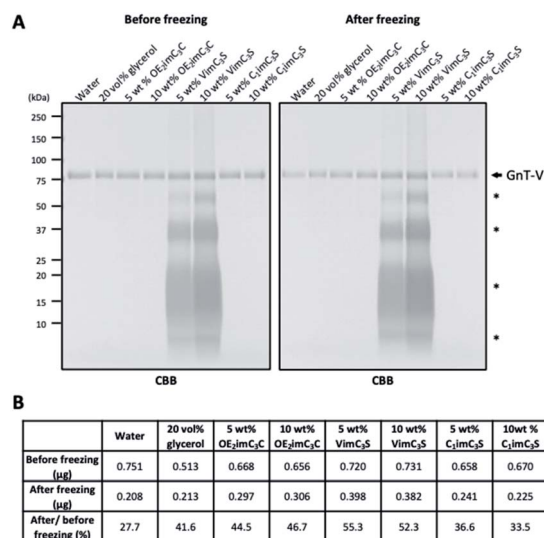 A
Before freezing
After freezing
Water
20 vol% glycerol
5 wt % OE₂imC₃C
10 wt% OE₂imC₃C
5 wt% VimC₃S
10 wt% VimC₃S
5 wt% C₁imC₃S
10 wt% C₁imC₃S
Water
20 vol% glycerol
5 wt % OE₂imC₃C
10 wt% OE₂imC₃C
5 wt% VimC₃S
10 wt% VimC₃S
5 wt% C₁imC₃S
10 wt% C₁imC₃S
(kDa)
250
150
100
75
50
37
25
20
15
10
GnT-V
*
*
*
*
CBB
CBB
B
Water 20 vol% glycerol 5 wt% OE₂imC₃C 10 wt% OE₂imC₃C 5 wt% VimC₃S 10 wt% VimC₃S 5 wt% C₁imC₃S 10wt % C₁imC₃S
Before freezing (μg) 0.751 0.513 0.668 0.656 0.720 0.731 0.658 0.670
After freezing (μg) 0.208 0.213 0.297 0.306 0.398 0.382 0.241 0.225
After/ before freezing (%) 27.7 41.6 44.5 46.7 55.3 52.3 36.6 33.5